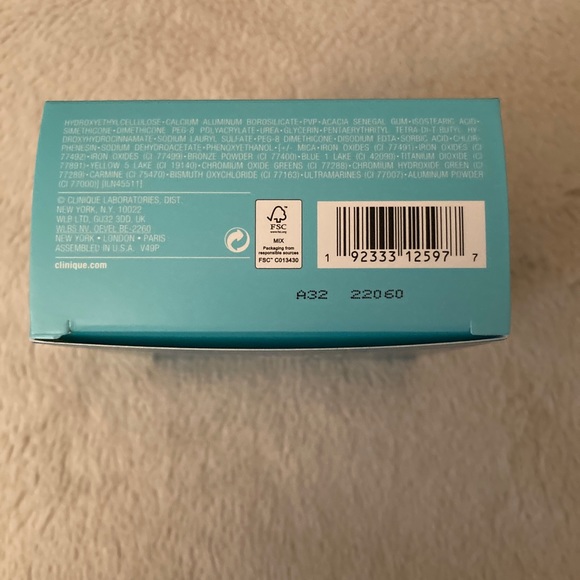 HYDROXYETHYLCELLULOSE•CALCIUM ALUMINUM BOROSILICATE•PVP•ACACIA SENEGAL GUM•ISOSTEARIC ACID•
SIMETHICONE•DIMETHICONE PEG-8 POLYACRYLATE•UREA•GLYCERIN•PENTAERYTHRITYL TETRA-DI-T-BUTYL HY-
DROXYHYDROCINNAMATE•SODIUM LAURYL SULFATE•PEG-8 DIMETHICONE•DISODIUM EDTA•SORBIC ACID•CHLOR-
PHENESIN•SODIUM DEHYDROACETATE•PHENOXYETHANOL•[+/- MICA•IRON OXIDES (CI 77491)•IRON OXIDES (CI
77492)•IRON OXIDES (CI 77499)•BRONZE POWDER (CI 77400)•BLUE 1 LAKE (CI 42090)•TITANIUM DIOXIDE (CI
77891)•YELLOW 5 LAKE (CI 19140)•CHROMIUM OXIDE GREENS (CI 77288)•CHROMIUM HYDROXIDE GREEN (CI
77289)•CARMINE (CI 75470)•BISMUTH OXYCHLORIDE (CI 77163)•ULTRAMARINES (CI 77007)•ALUMINUM POWDER
(CI 77000)] [ILN45511]
© CLINIQUE LABORATORIES, DIST.
NEW YORK, N.Y. 10022
WLP LTD, GU32 3DD, UK
WLBS NV, OEVEL BE-2260
NEW YORK • LONDON • PARIS
ASSEMBLED IN U.S.A. V49P
clinique.com
FSC
www.fsc.org
MIX
Packaging from
responsible sources
FSC™ C013430
1 92333 12597 7
A32 22060